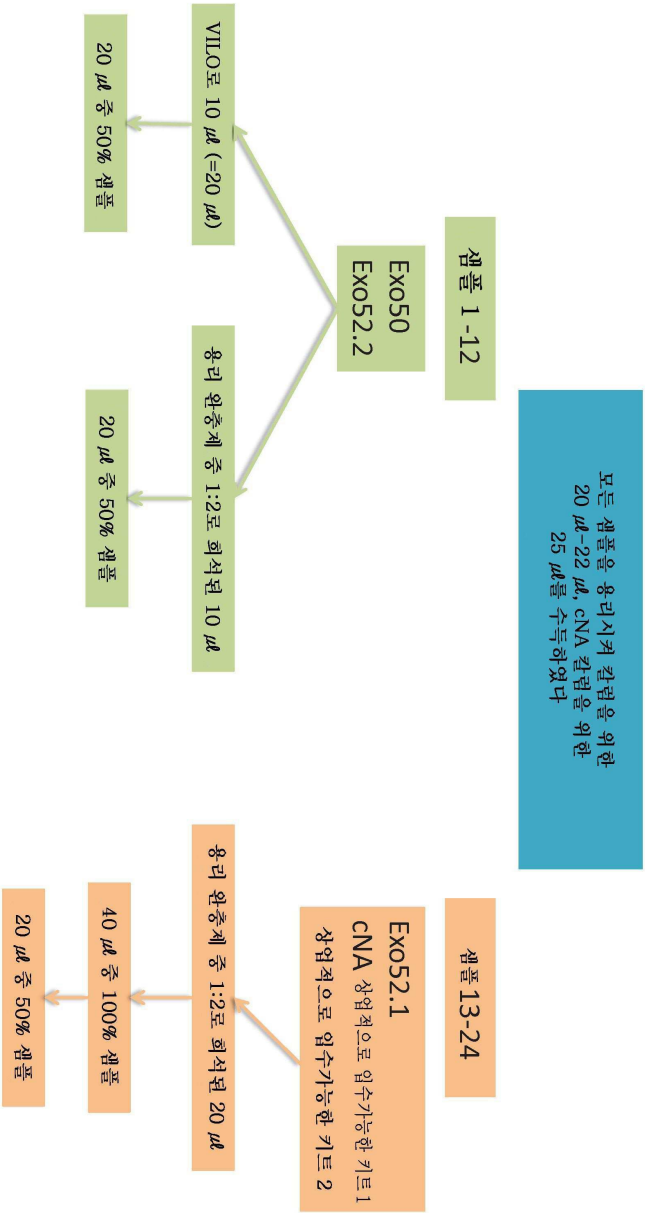 모든 샘플을 용리시켜 칼럼을 위한
20 ㎕-22 ㎕, cNA 칼럼을 위한
25 ㎕를 수득하였다
샘플 1 -12
Exo50
Exo52.2
VILO로 10 ㎕ (=20 ㎕)
20 ㎕ 중 50% 샘플
용리 완충제 중 1:2로 희석된 10 ㎕
20 ㎕ 중 50% 샘플
샘플 13-24
Exo52.1
cNA 상업적으로 입수가능한 키트 1
상업적으로 입수가능한 키트 2
용리 완충제 중 1:2로 희석된 20 ㎕
40 ㎕ 중 100% 샘플
20 ㎕ 중 50% 샘플